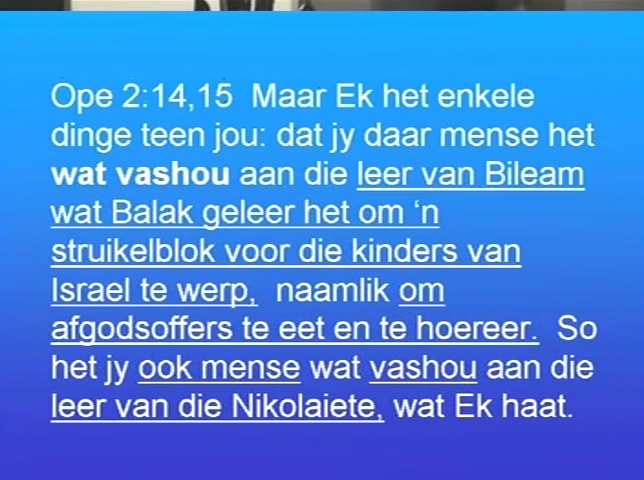 Ope 2:14,15  Maar Ek het enkele
dinge teen jou: dat jy daar mense het
wat vashou aan die leer van Bileam
wat Balak geleer het om ‘n
struikelblok voor die kinders van
Israel te werp,  naamlik om
afgodsoffers te eet en te hoereer.  So
het jy ook mense wat vashou aan die
leer van die Nikolaiete, wat Ek haat.